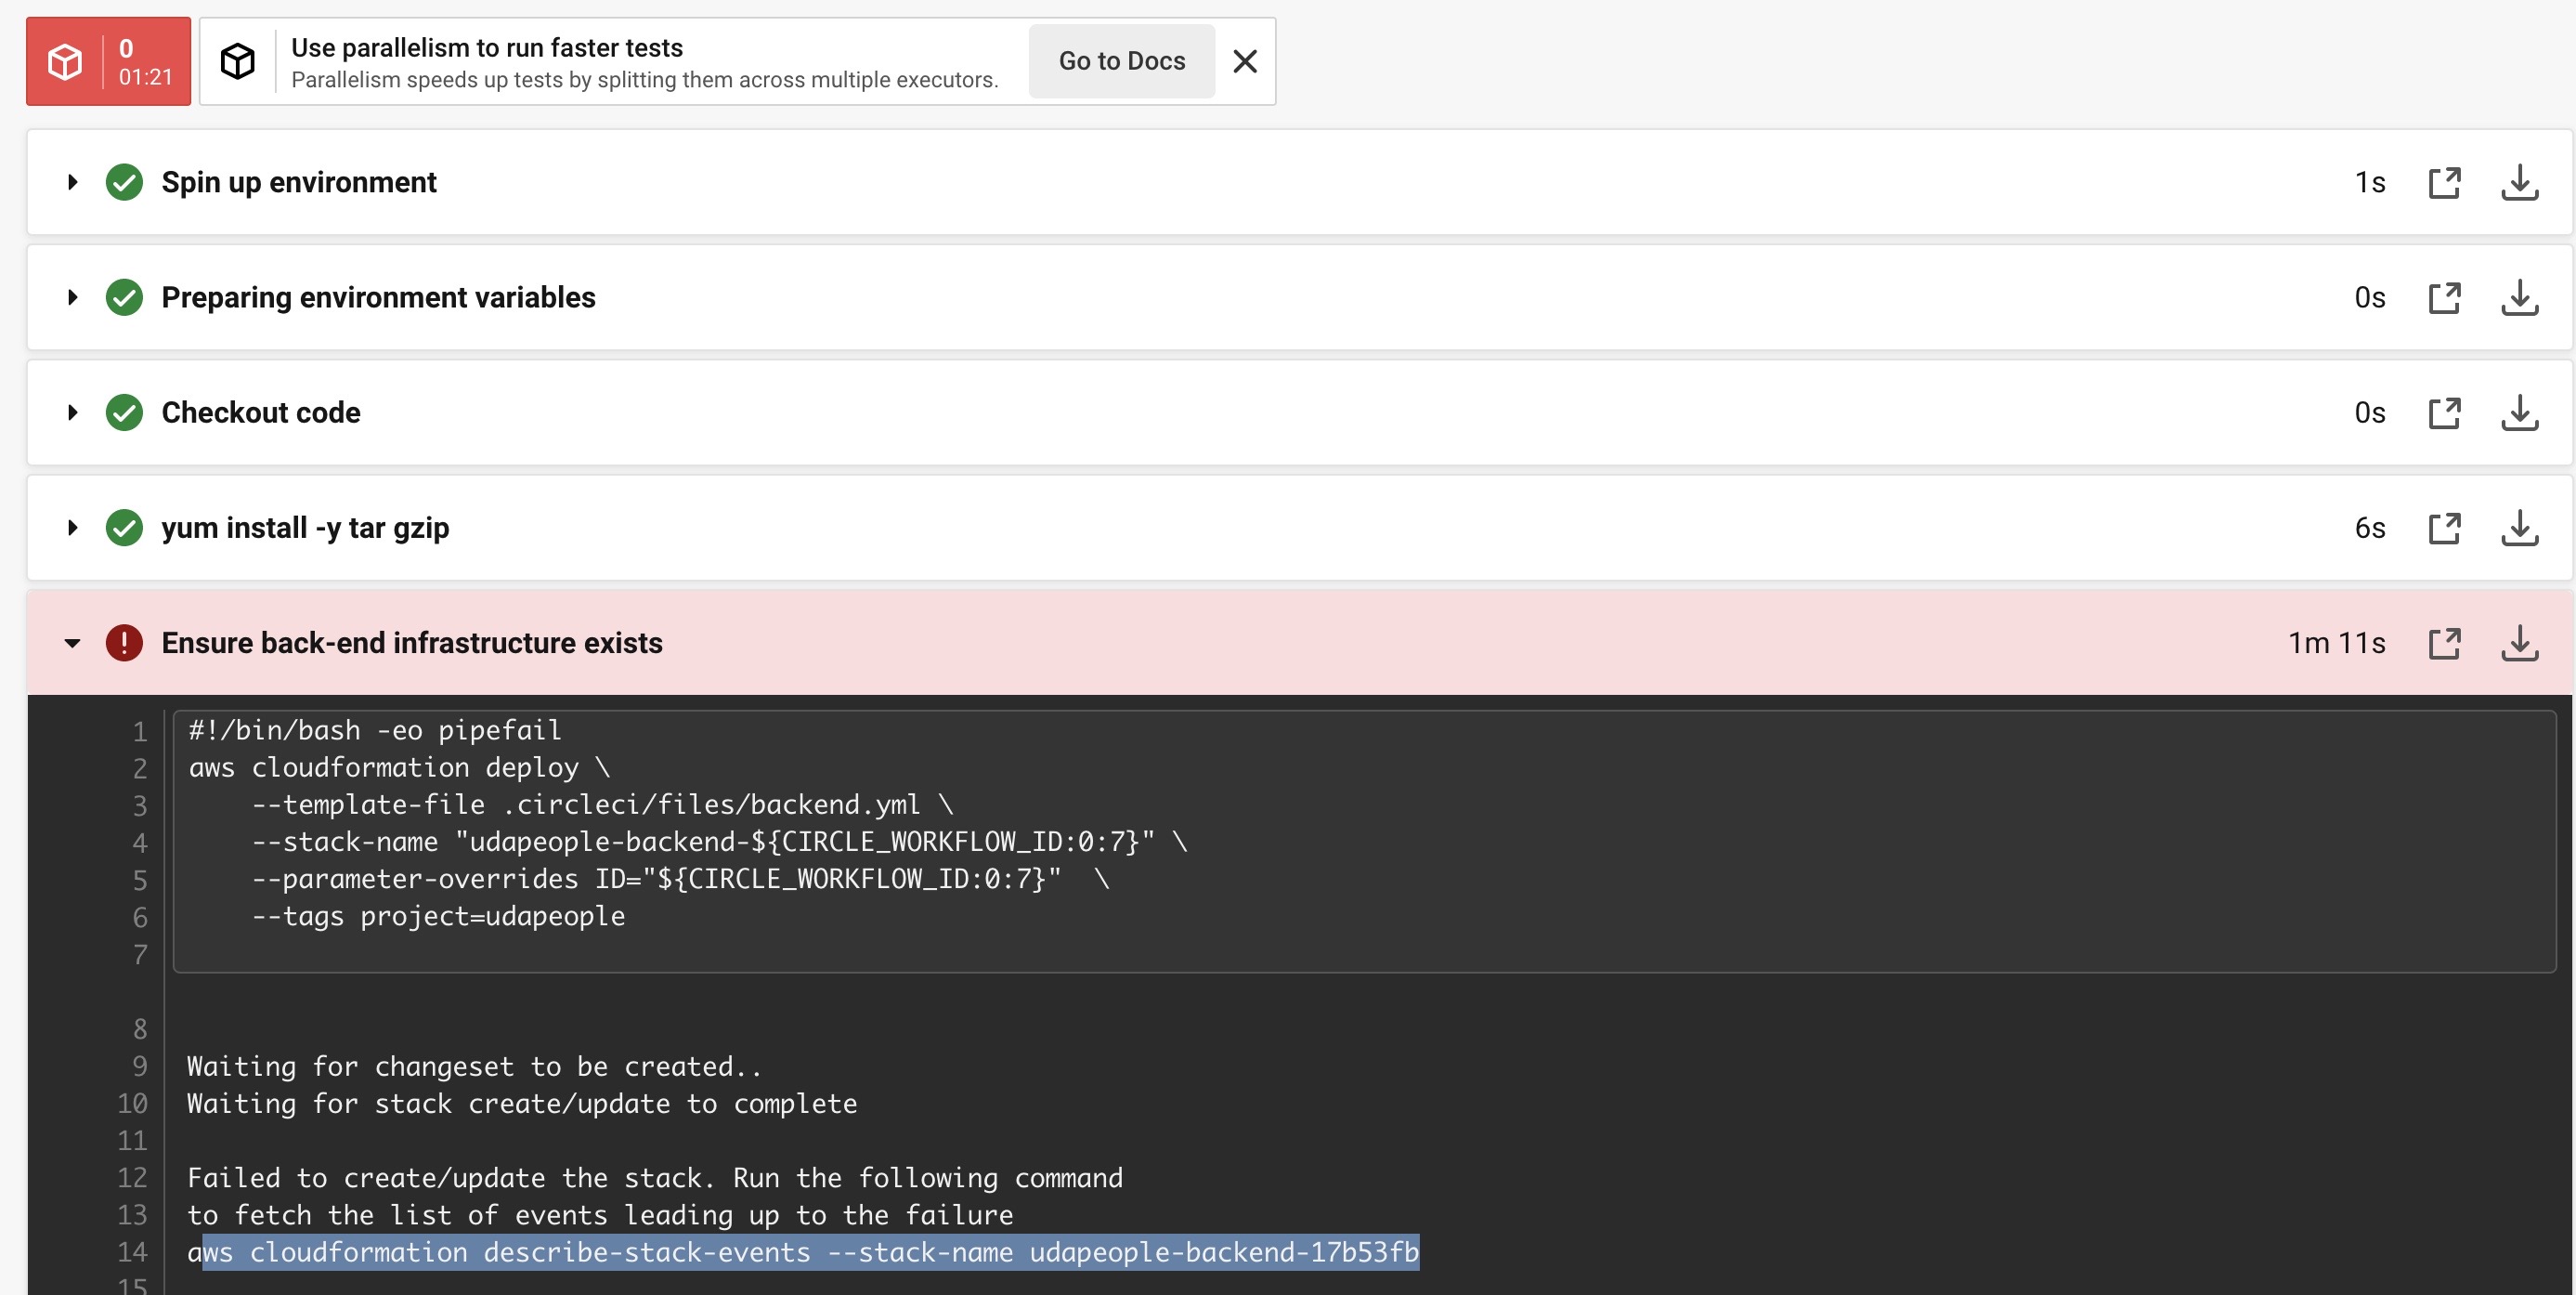 0
01:21
Use parallelism to run faster tests
Parallelism speeds up tests by splitting them across multiple executors.
Go to Docs
Spin up environment 1s
Preparing environment variables 0s
Checkout code 0s
yum install -y tar gzip 6s
Ensure back-end infrastructure exists 1m 11s
1 #!/bin/bash -eo pipefail
2 aws cloudformation deploy \
3     --template-file .circleci/files/backend.yml \
4     --stack-name "udapeople-backend-${CIRCLE_WORKFLOW_ID:0:7}" \
5     --parameter-overrides ID="${CIRCLE_WORKFLOW_ID:0:7}"  \
6     --tags project=udapeople
7
8
9 Waiting for changeset to be created..
10 Waiting for stack create/update to complete
11
12 Failed to create/update the stack. Run the following command
13 to fetch the list of events leading up to the failure
14 aws cloudformation describe-stack-events --stack-name udapeople-backend-17b53fb
15